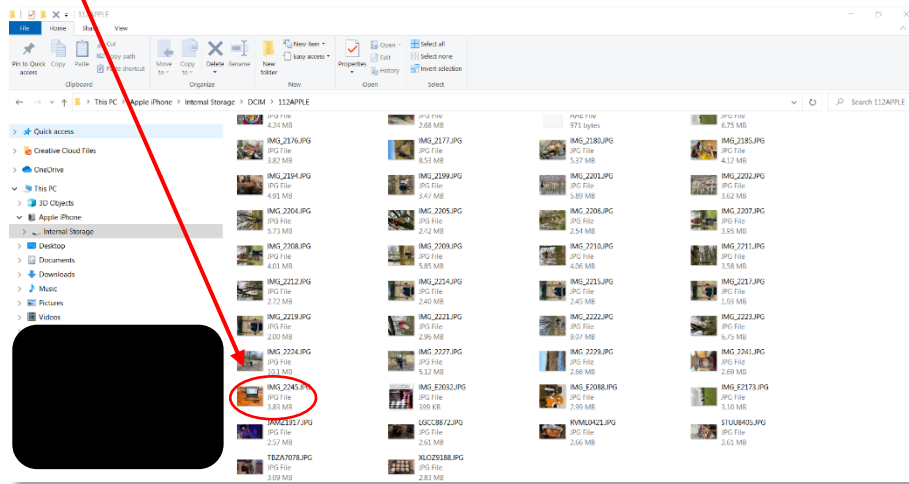 112APPLE
File Home Share View
Pin to Quick access
Copy
Paste
Cut
Copy path
Paste shortcut
Move to
Copy to
Delete
Rename
New folder
New item
Easy access
Properties
Open
Edit
History
Select all
Select none
Invert selection
Clipboard Organize New Open Select
This PC > Apple iPhone > Internal Storage > DCIM > 112APPLE
Search 112APPLE
Quick access
Creative Cloud Files
OneDrive
This PC
3D Objects
Apple iPhone
Internal Storage
Desktop
Documents
Downloads
Music
Pictures
Videos
JPG File JPG File AAE File JPG File
4.24 MB 2.68 MB 971 bytes 6.75 MB
IMG_2176.JPG IMG_2177.JPG IMG_2180.JPG IMG_2185.JPG
JPG File JPG File JPG File JPG File
3.82 MB 8.53 MB 5.37 MB 4.12 MB
IMG_2194.JPG IMG_2199.JPG IMG_2201.JPG IMG_2202.JPG
JPG File JPG File JPG File JPG File
4.91 MB 3.47 MB 5.89 MB 3.62 MB
IMG_2204.JPG IMG_2205.JPG IMG_2206.JPG IMG_2207.JPG
JPG File JPG File JPG File JPG File
5.73 MB 2.42 MB 2.54 MB 3.95 MB
IMG_2208.JPG IMG_2209.JPG IMG_2210.JPG IMG_2211.JPG
JPG File JPG File JPG File JPG File
4.01 MB 5.85 MB 4.06 MB 3.58 MB
IMG_2212.JPG IMG_2214.JPG IMG_2215.JPG IMG_2217.JPG
JPG File JPG File JPG File JPG File
2.72 MB 2.40 MB 2.45 MB 1.93 MB
IMG_2219.JPG IMG_2221.JPG IMG_2222.JPG IMG_2223.JPG
JPG File JPG File JPG File JPG File
2.00 MB 2.96 MB 9.07 MB 6.75 MB
IMG_2224.JPG IMG_2227.JPG IMG_2229.JPG IMG_2241.JPG
JPG File JPG File JPG File JPG File
10.1 MB 5.12 MB 2.66 MB 2.69 MB
IMG_2245.JPG IMG_E2032.JPG IMG_E2088.JPG IMG_E2173.JPG
JPG File JPG File JPG File JPG File
3.83 MB 399 KB 2.99 MB 3.10 MB
JAMZ1917.JPG LGCC8872.JPG RVML0421.JPG STUU8405.JPG
JPG File JPG File JPG File JPG File
2.57 MB 2.61 MB 2.66 MB 2.61 MB
TBZA7078.JPG XLOZ9188.JPG
JPG File JPG File
3.09 MB 2.83 MB